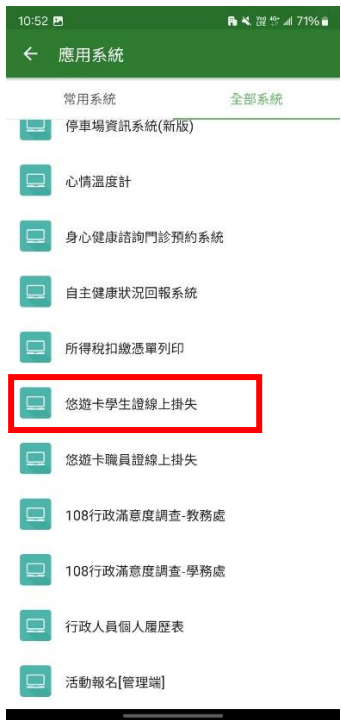 10:52
71%
應用系統
常用系統
全部系統
停車場資訊系統(新版)
心情溫度計
身心健康諮詢門診預約系統
自主健康狀況回報系統
所得稅扣繳憑單列印
悠遊卡學生證線上掛失
悠遊卡職員證線上掛失
108行政滿意度調查-教務處
108行政滿意度調查-學務處
行政人員個人履歷表
活動報名[管理端]